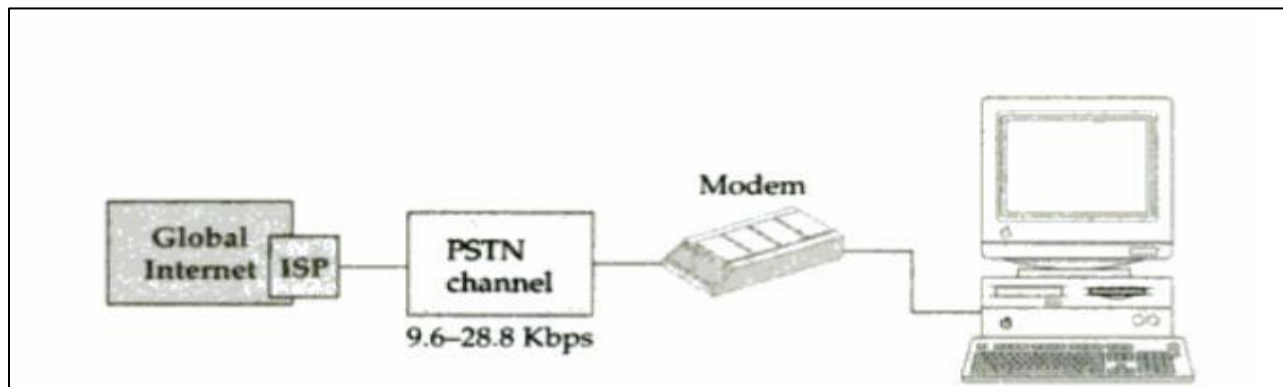 Modem
Global
Internet
ISP
PSTN
channel
9.6–28.8 Kbps